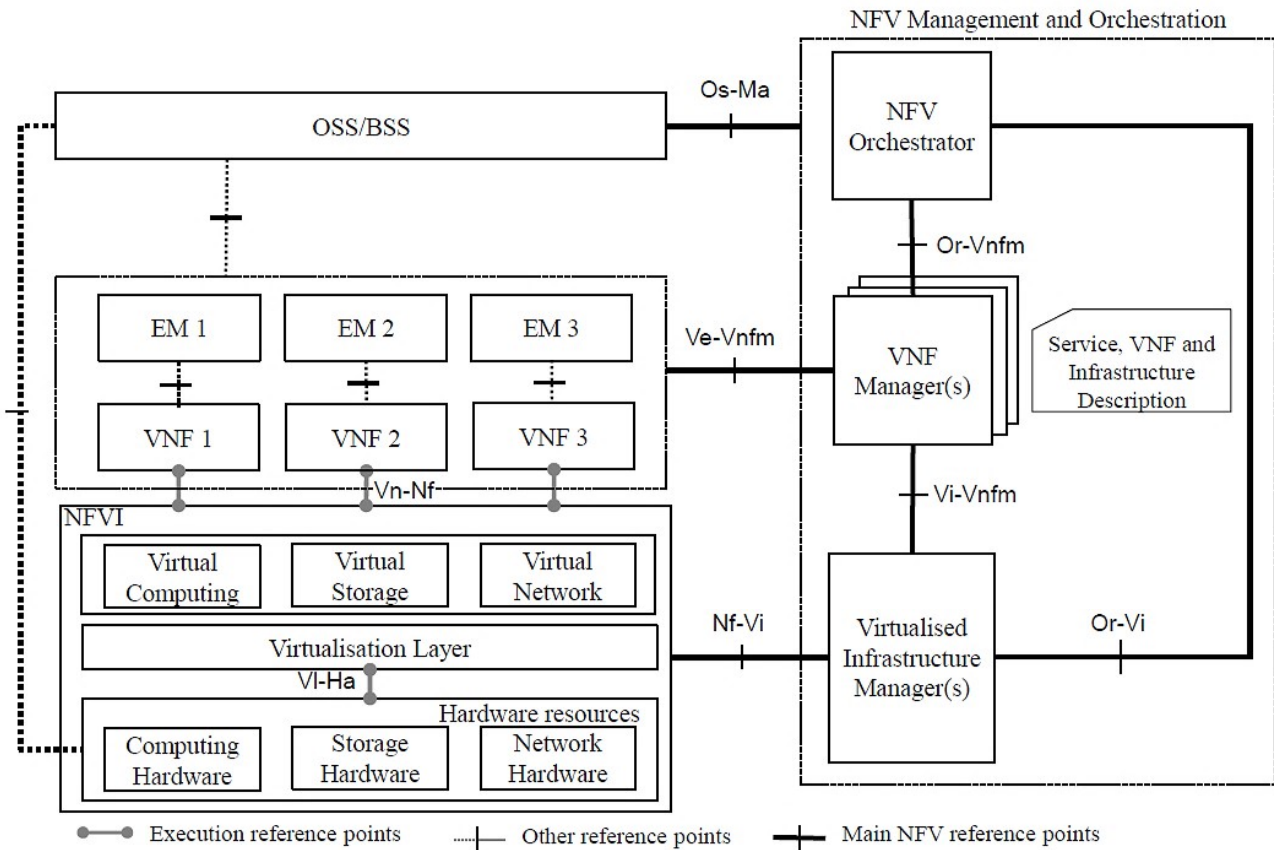 NFV Management and Orchestration
Os-Ma
OSS/BSS
NFV
Orchestrator
Or-Vnfm
EM 1
EM 2
EM 3
Ve-Vnfm
VNF
Manager(s)
Service, VNF and
Infrastructure
Description
VNF 1
VNF 2
VNF 3
Vn-Nf
Vi-Vnfm
NFVI
Virtual
Computing
Virtual
Storage
Virtual
Network
Nf-Vi
Virtualised
Infrastructure
Manager(s)
Or-Vi
Virtualisation Layer
Vl-Ha
Hardware resources
Computing
Hardware
Storage
Hardware
Network
Hardware
Execution reference points
Other reference points
Main NFV reference points